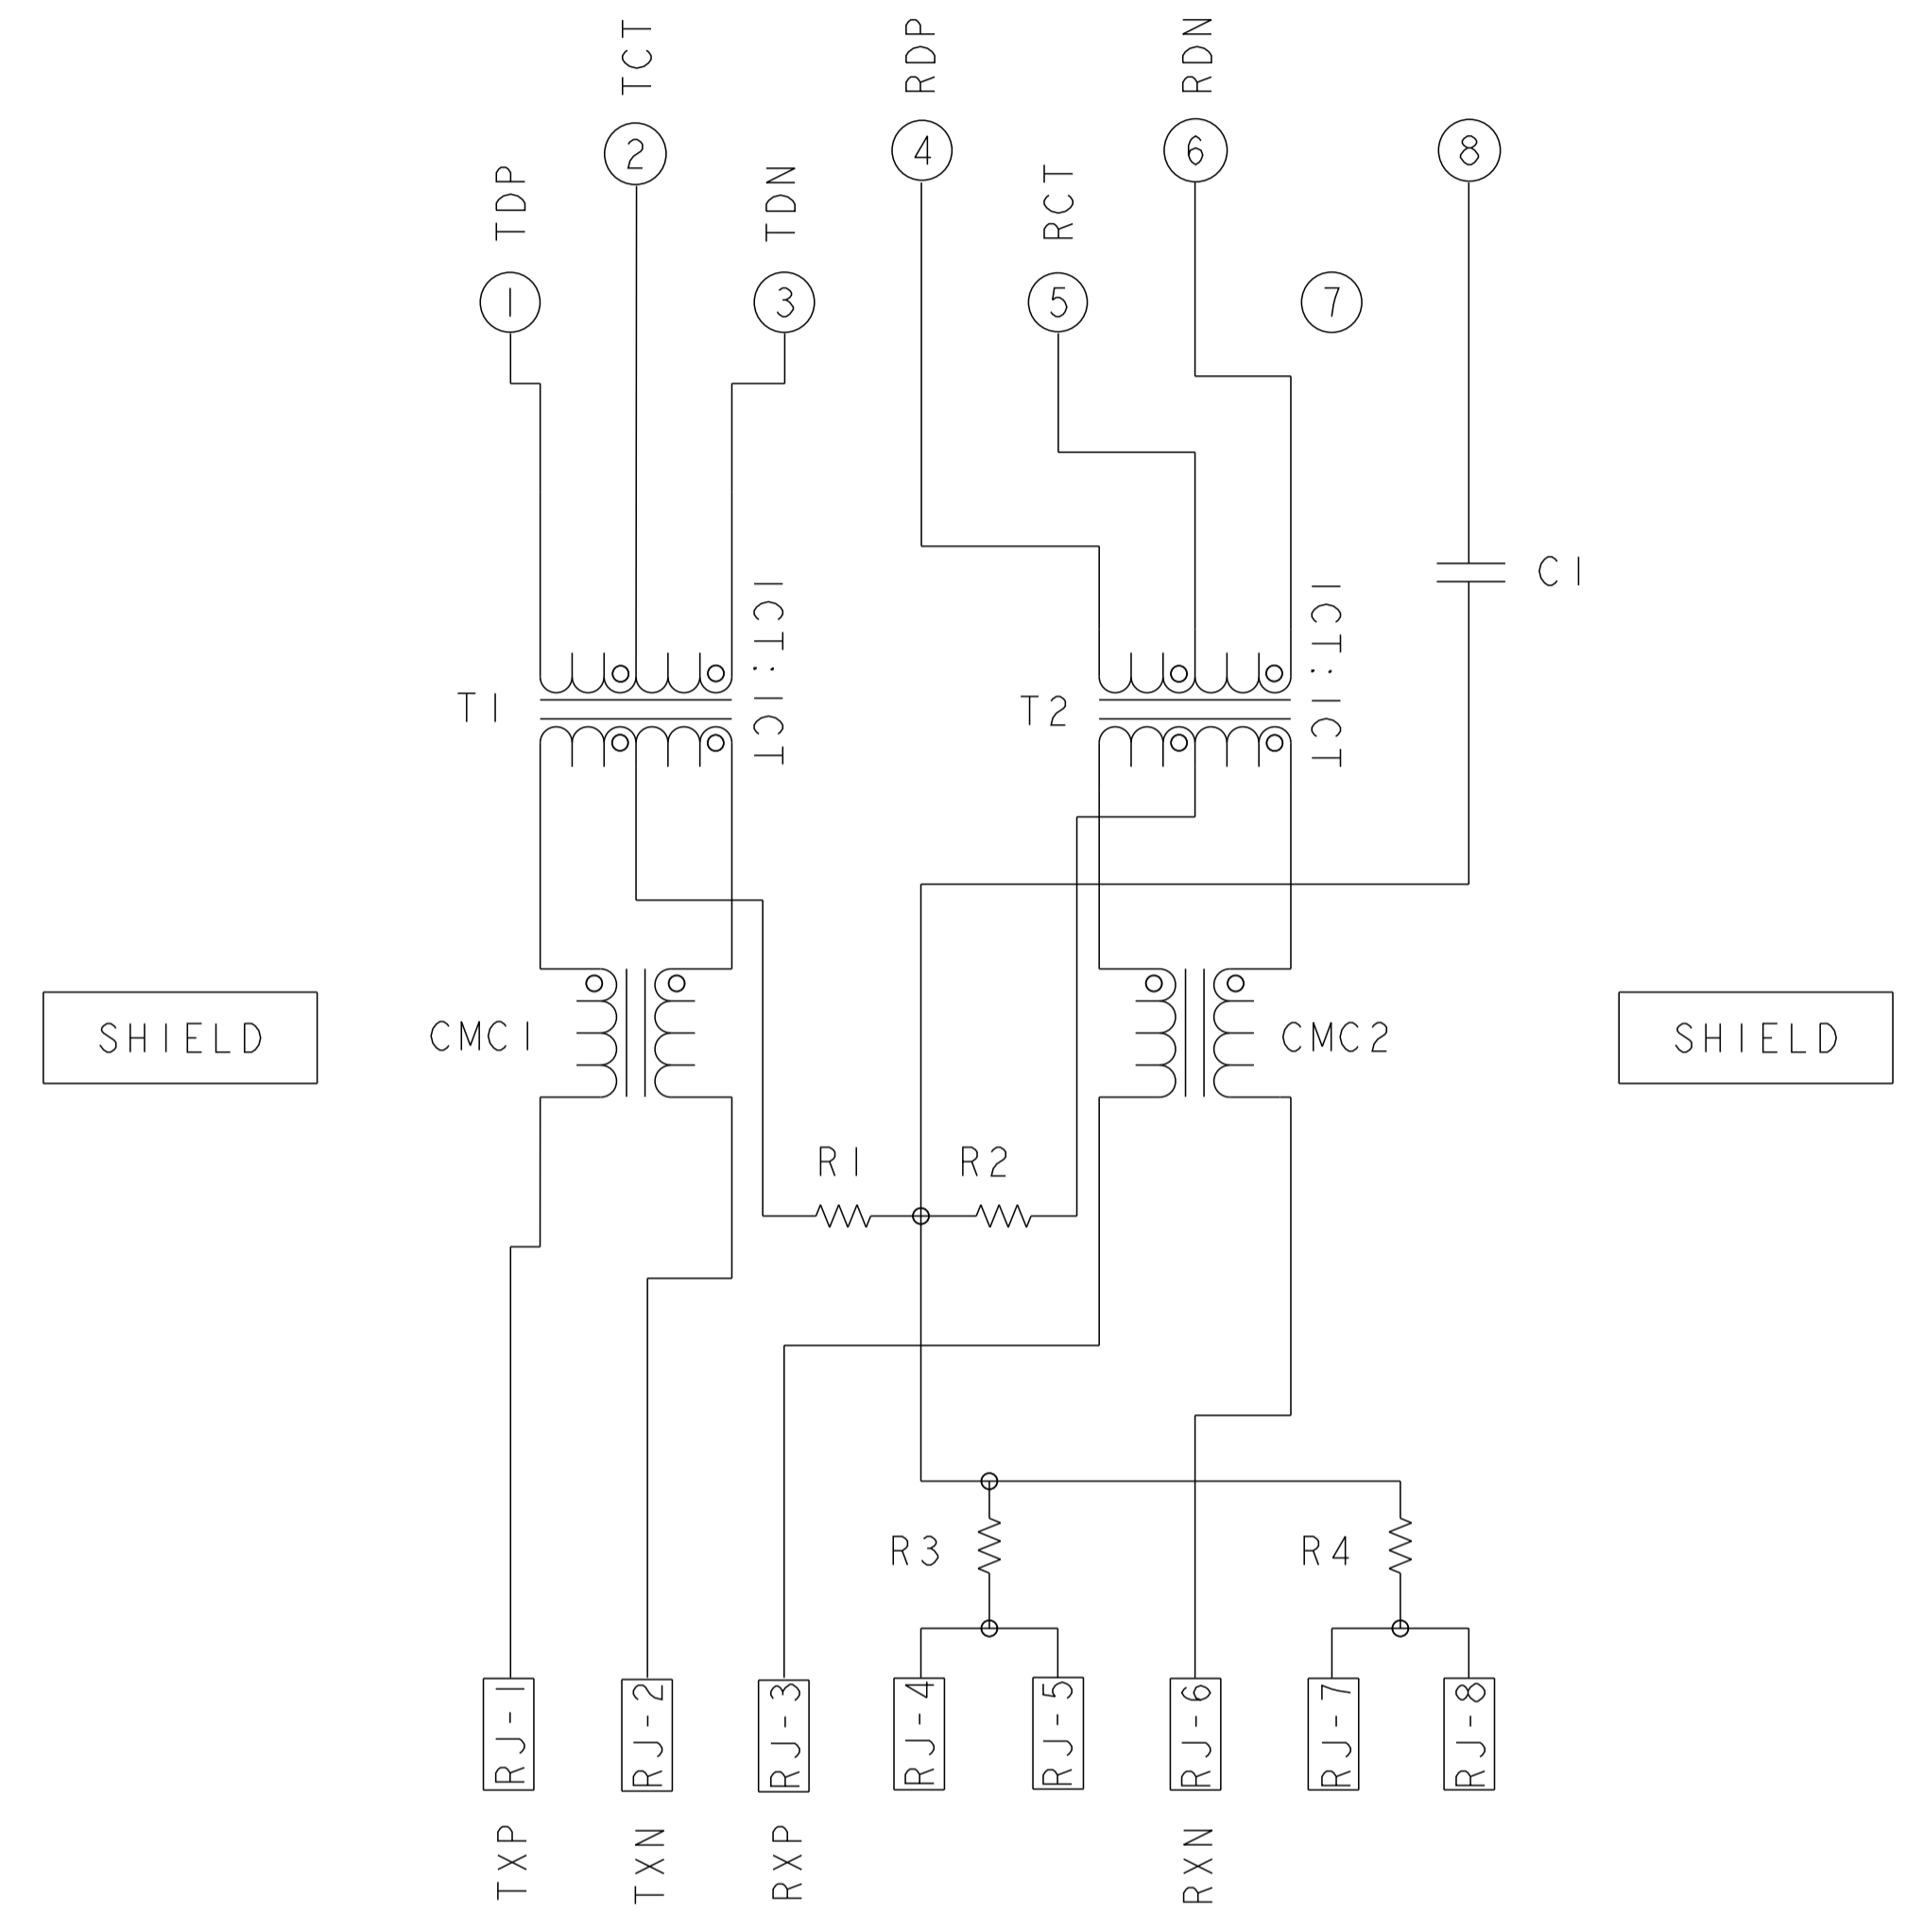 TCT
RDP
RDN
2
4
6
8
TDP
TDN
RCT
1
3
5
7
C1
1CT:1CT
1CT:1CT
T1
T2
SHIELD
CMC1
CMC2
SHIELD
R1
R2
R3
R4
RJ-1
RJ-2
RJ-3
RJ-4
RJ-5
RJ-6
RJ-7
RJ-8
TXP
TXN
RXP
RXN